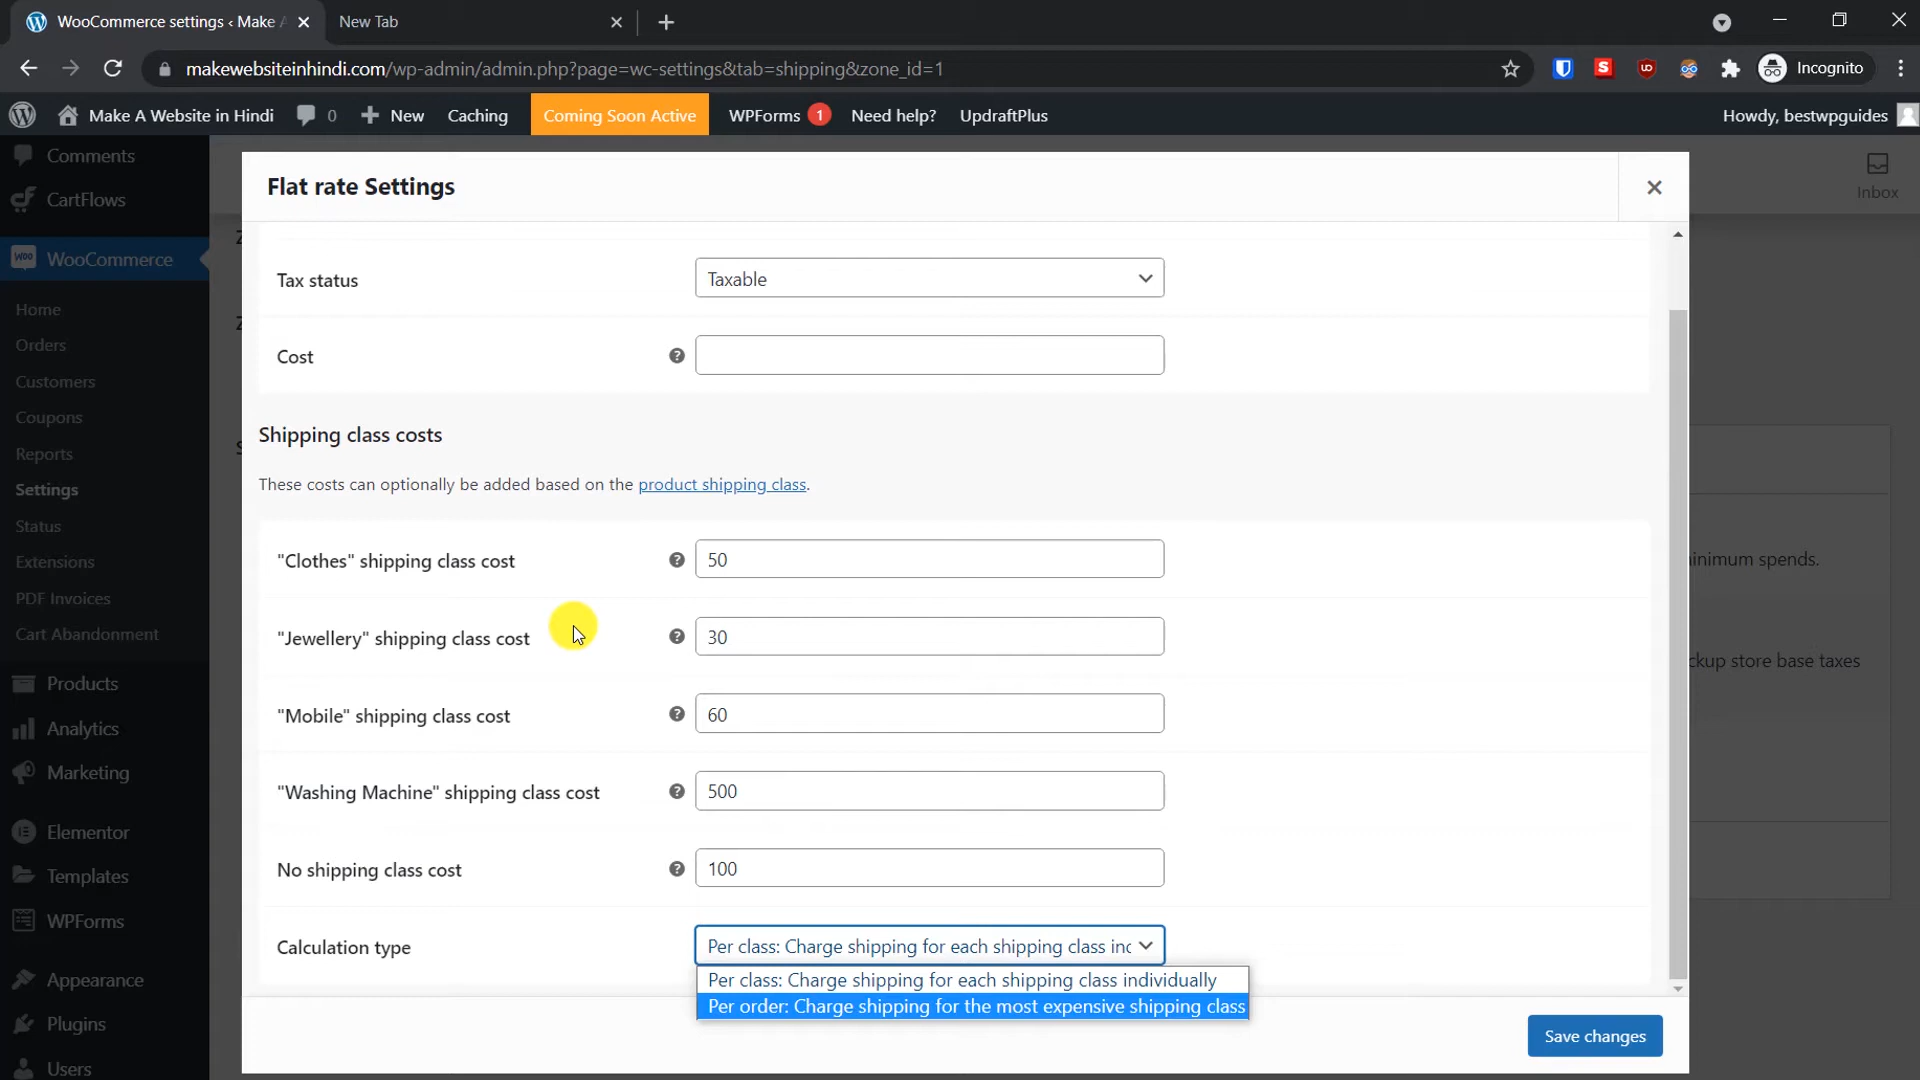 WooCommerce settings ‹ Make A
New Tab
makewebsiteinhindi.com/wp-admin/admin.php?page=wc-settings&tab=shipping&zone_id=1
Incognito
Make A Website in Hindi
0
New
Caching
Coming Soon Active
WPForms 1
Need help?
UpdraftPlus
Howdy, bestwpguides
Comments
CartFlows
WooCommerce
Home
Orders
Customers
Coupons
Reports
Settings
Status
Extensions
PDF Invoices
Cart Abandonment
Products
Analytics
Marketing
Elementor
Templates
WPForms
Appearance
Plugins
Users
Inbox
Flat rate Settings
Tax status
Taxable
Cost
Shipping class costs
These costs can optionally be added based on the product shipping class.
"Clothes" shipping class cost
50
"Jewellery" shipping class cost
30
"Mobile" shipping class cost
60
"Washing Machine" shipping class cost
500
No shipping class cost
100
Calculation type
Per class: Charge shipping for each shipping class inc
Per class: Charge shipping for each shipping class individually
Per order: Charge shipping for the most expensive shipping class
Save changes
inimum spends.
ckup store base taxes